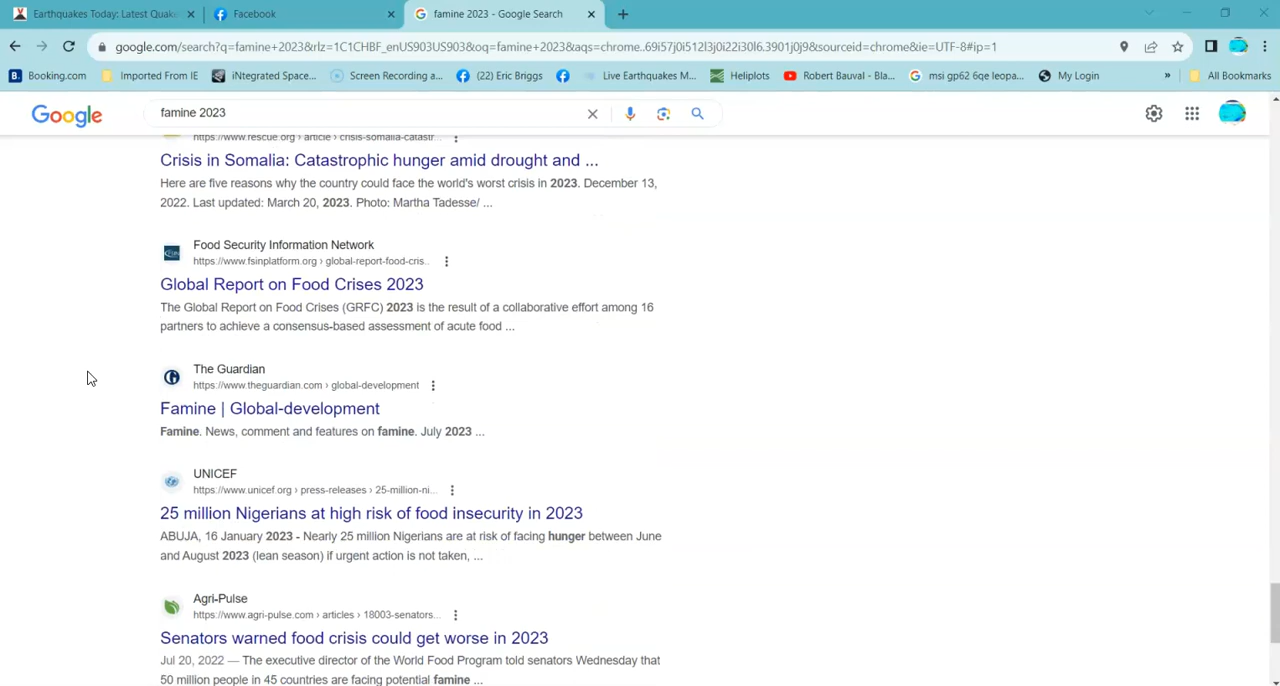 Earthquakes Today: Latest Quak
Facebook
famine 2023 - Google Search
google.com/search?q=famine+2023&rlz=1C1CHBF_enUS903US903&oq=famine+2023&aqs=chrome..69i57j0i512l3j0i22i30l6.3901j0j9&sourceid=chrome&ie=UTF-8#ip=1
Booking.com
Imported From IE
iNtegrated Space...
Screen Recording a...
(22) Eric Briggs
Live Earthquakes M...
Heliplots
Robert Bauval - Bla...
msi gp62 6qe leopa...
My Login
»
All Bookmarks
Google
famine 2023
https://www.rescue.org › article › crisis-somalia-catastr...
Crisis in Somalia: Catastrophic hunger amid drought and ...
Here are five reasons why the country could face the world's worst crisis in 2023. December 13,
2022. Last updated: March 20, 2023. Photo: Martha Tadesse/ ...
Food Security Information Network
https://www.fsinplatform.org › global-report-food-cris...
Global Report on Food Crises 2023
The Global Report on Food Crises (GRFC) 2023 is the result of a collaborative effort among 16
partners to achieve a consensus-based assessment of acute food ...
The Guardian
https://www.theguardian.com › global-development
Famine | Global-development
Famine. News, comment and features on famine. July 2023 ...
UNICEF
https://www.unicef.org › press-releases › 25-million-ni...
25 million Nigerians at high risk of food insecurity in 2023
ABUJA, 16 January 2023 - Nearly 25 million Nigerians are at risk of facing hunger between June
and August 2023 (lean season) if urgent action is not taken, ...
Agri-Pulse
https://www.agri-pulse.com › articles › 18003-senators...
Senators warned food crisis could get worse in 2023
Jul 20, 2022 — The executive director of the World Food Program told senators Wednesday that
50 million people in 45 countries are facing potential famine ...